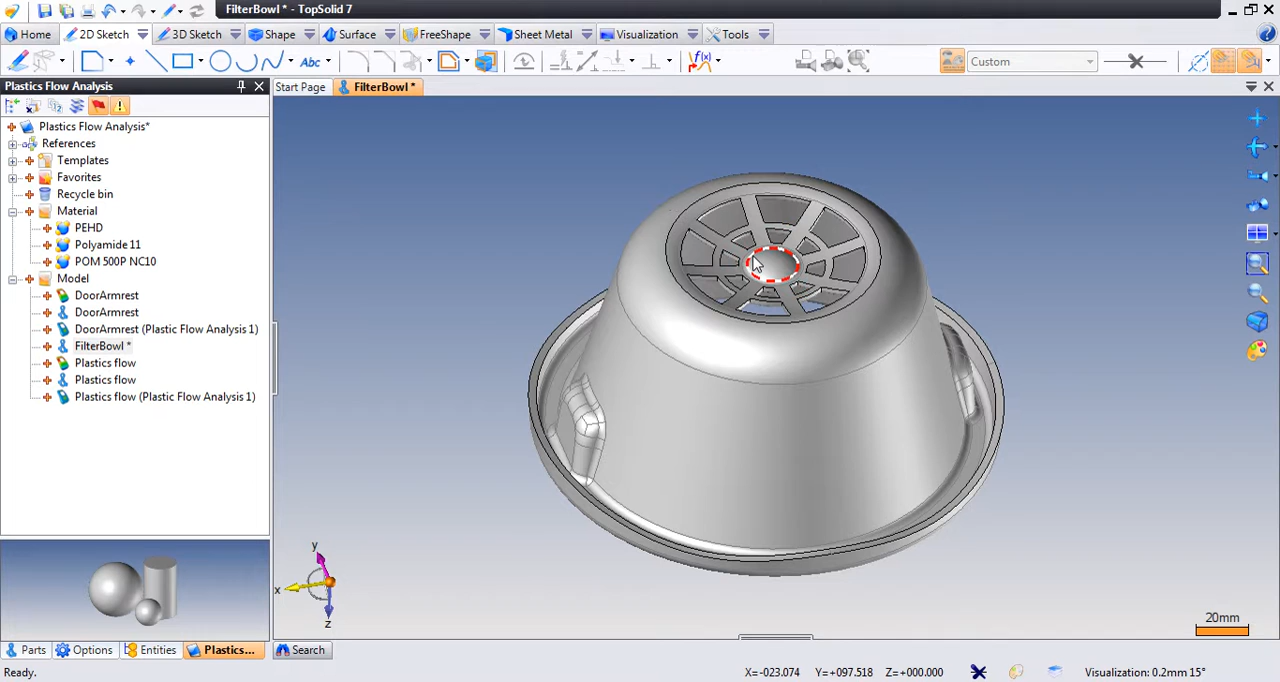 FilterBowl * - TopSolid 7
Home 2D Sketch 3D Sketch Shape Surface FreeShape Sheet Metal Visualization Tools
Abc f(x) Custom
Plastics Flow Analysis Start Page FilterBowl *
Plastics Flow Analysis*
References
Templates
Favorites
Recycle bin
Material
PEHD
Polyamide 11
POM 500P NC10
Model
DoorArmrest
DoorArmrest
DoorArmrest (Plastic Flow Analysis 1)
FilterBowl *
Plastics flow
Plastics flow
Plastics flow (Plastic Flow Analysis 1)
y
x
z
20mm
Parts Options Entities Plastics... Search
Ready. X=-023.074 Y=+097.518 Z=+000.000 Visualization: 0.2mm 15°